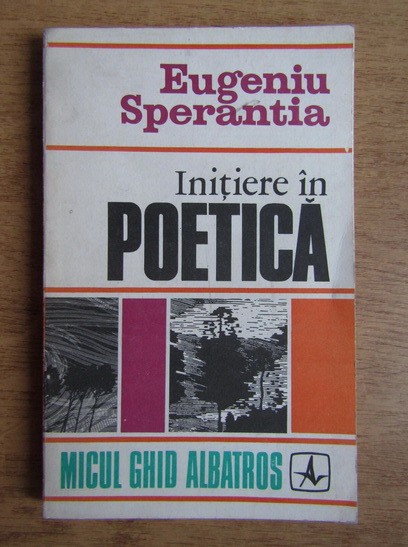 Eugeniu
Sperantia
Inițiere în
POETICĂ
MICUL GHID ALBATROS